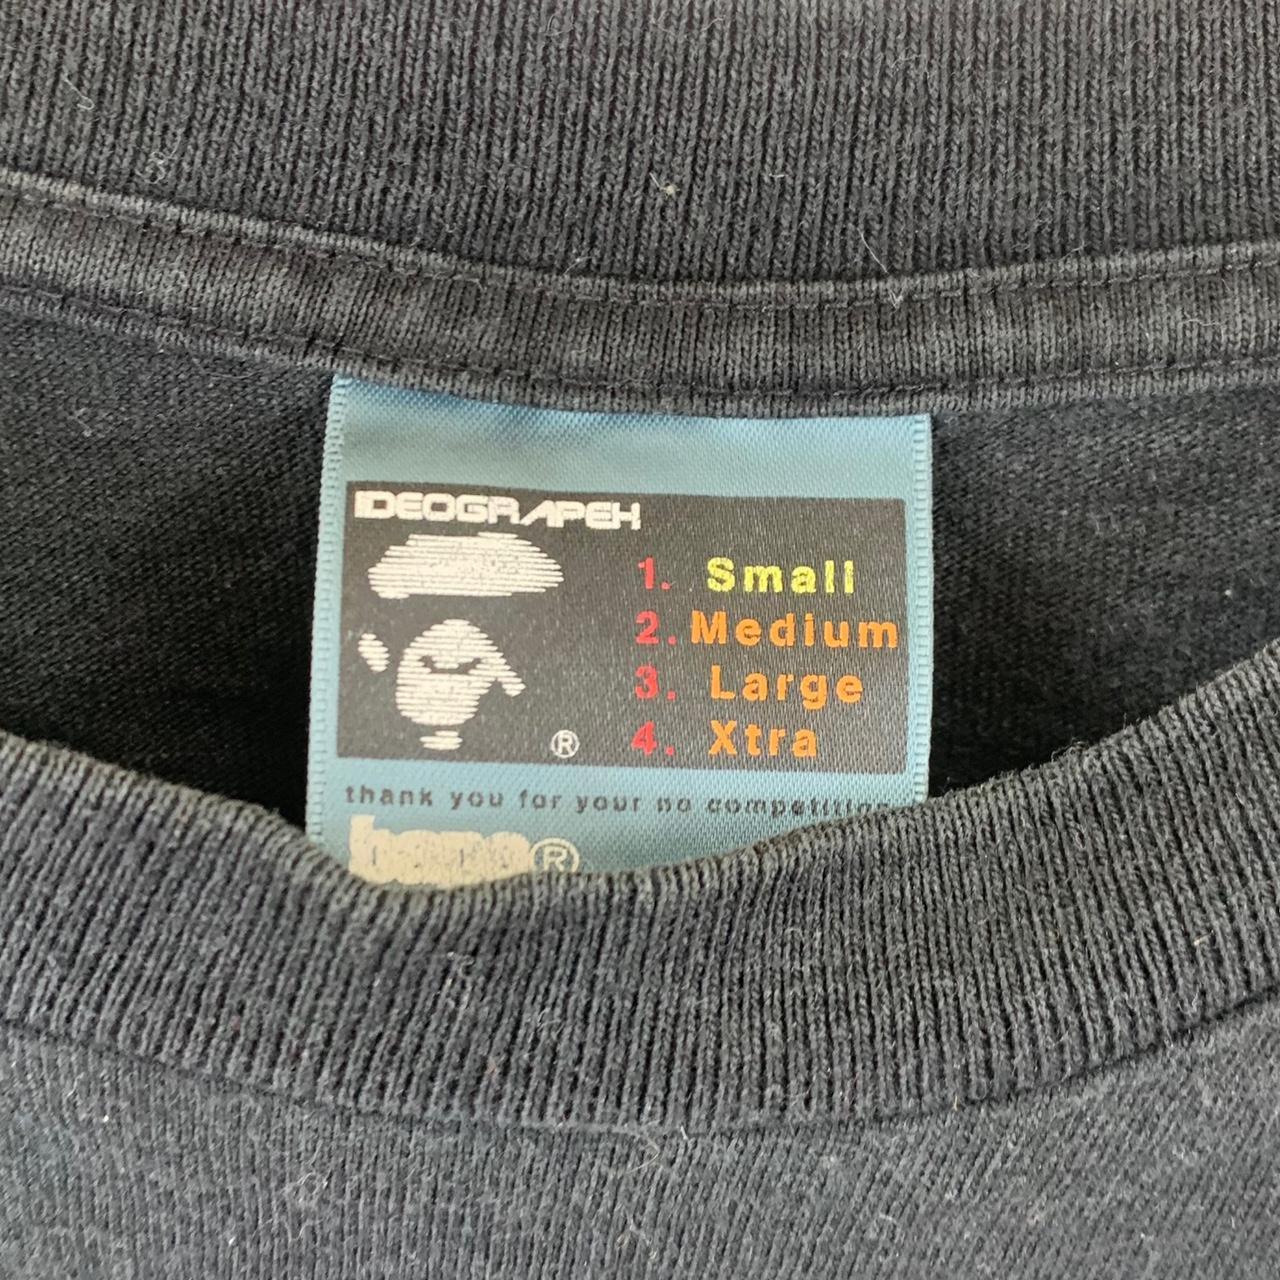 IDEOGRAPEH
1. Small
2. Medium
3. Large
4. Xtra
®
thank you for your no competition
®